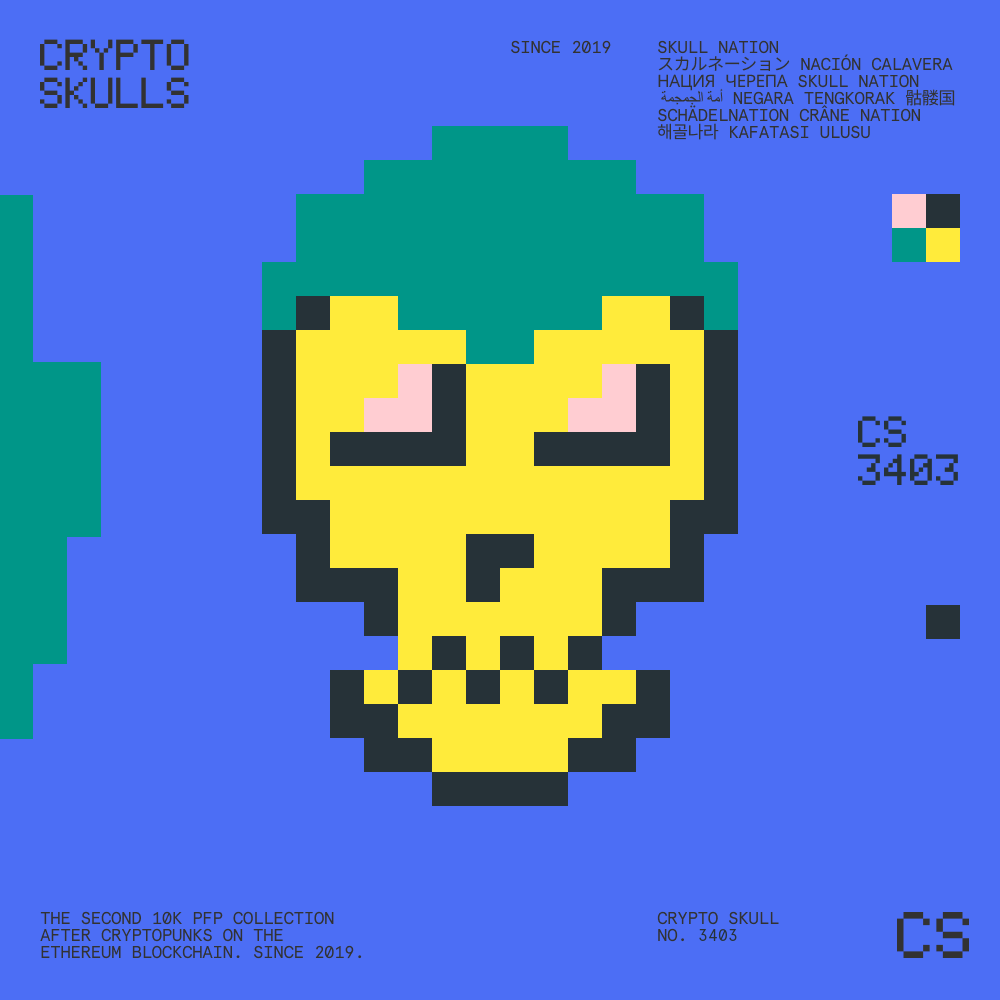 CRYPTO
SKULLS
SINCE 2019
SKULL NATION
スカルネーション NACIÓN CALAVERA
НАЦИЯ ЧЕРЕПА SKULL NATION
أمة الجمجمة NEGARA TENGKORAK 骷髅国
SCHÄDELNATION CRÂNE NATION
해골나라 KAFATASI ULUSU
CS
3403
THE SECOND 10K PFP COLLECTION
AFTER CRYPTOPUNKS ON THE
ETHEREUM BLOCKCHAIN. SINCE 2019.
CRYPTO SKULL
NO. 3403
CS